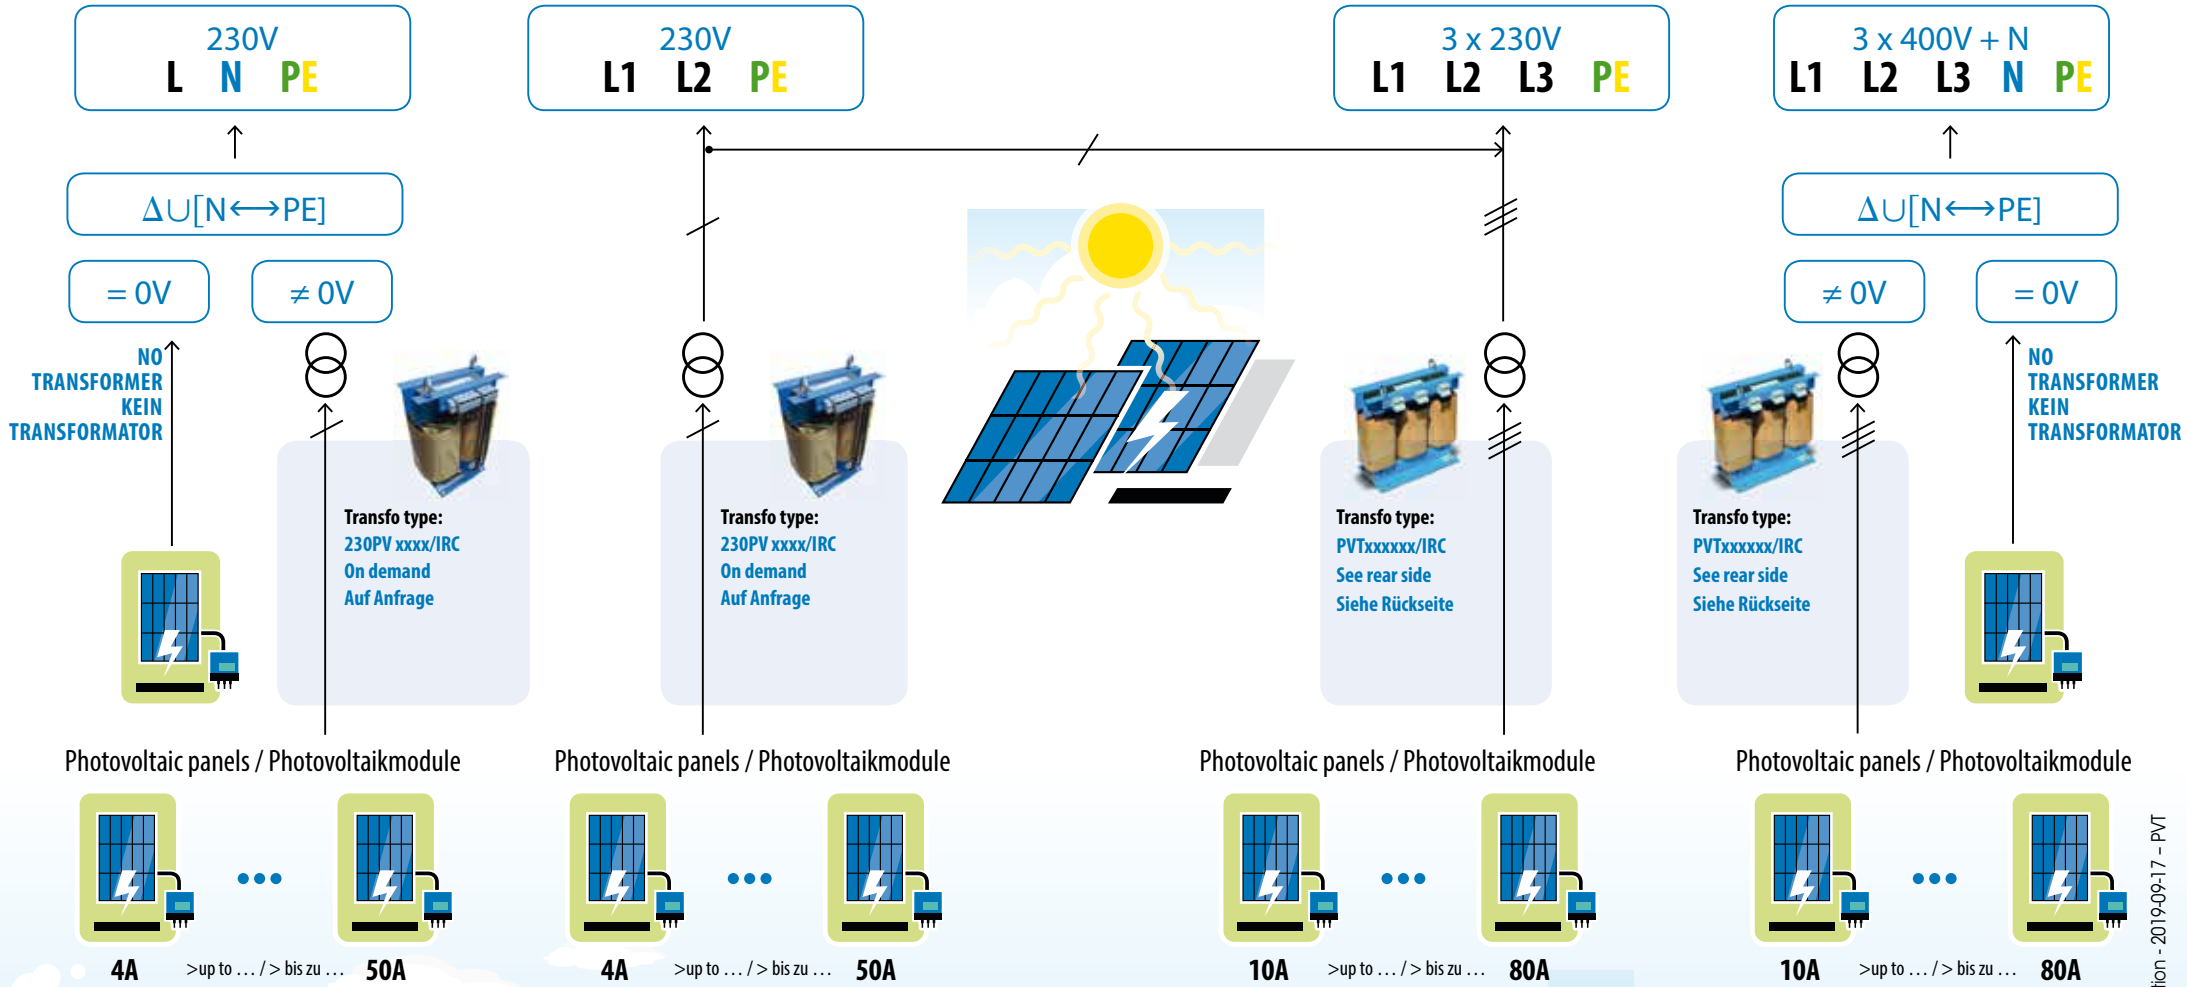 230V
L N PE
230V
L1 L2 PE
3 x 230V
L1 L2 L3 PE
3 x 400V + N
L1 L2 L3 N PE
Δ∪[N⟷PE]
Δ∪[N⟷PE]
= 0V
≠ 0V
≠ 0V
= 0V
NO
TRANSFORMER
KEIN
TRANSFORMATOR
NO
TRANSFORMER
KEIN
TRANSFORMATOR
Transfo type:
230PV xxxx/IRC
On demand
Auf Anfrage
Transfo type:
230PV xxxx/IRC
On demand
Auf Anfrage
Transfo type:
PVTxxxxxx/IRC
See rear side
Siehe Rückseite
Transfo type:
PVTxxxxxx/IRC
See rear side
Siehe Rückseite
Photovoltaic panels / Photovoltaikmodule
Photovoltaic panels / Photovoltaikmodule
Photovoltaic panels / Photovoltaikmodule
Photovoltaic panels / Photovoltaikmodule
4A >up to … / > bis zu … 50A
4A >up to … / > bis zu … 50A
10A >up to … / > bis zu … 80A
10A >up to … / > bis zu … 80A
- 2019-09-17 – PVT